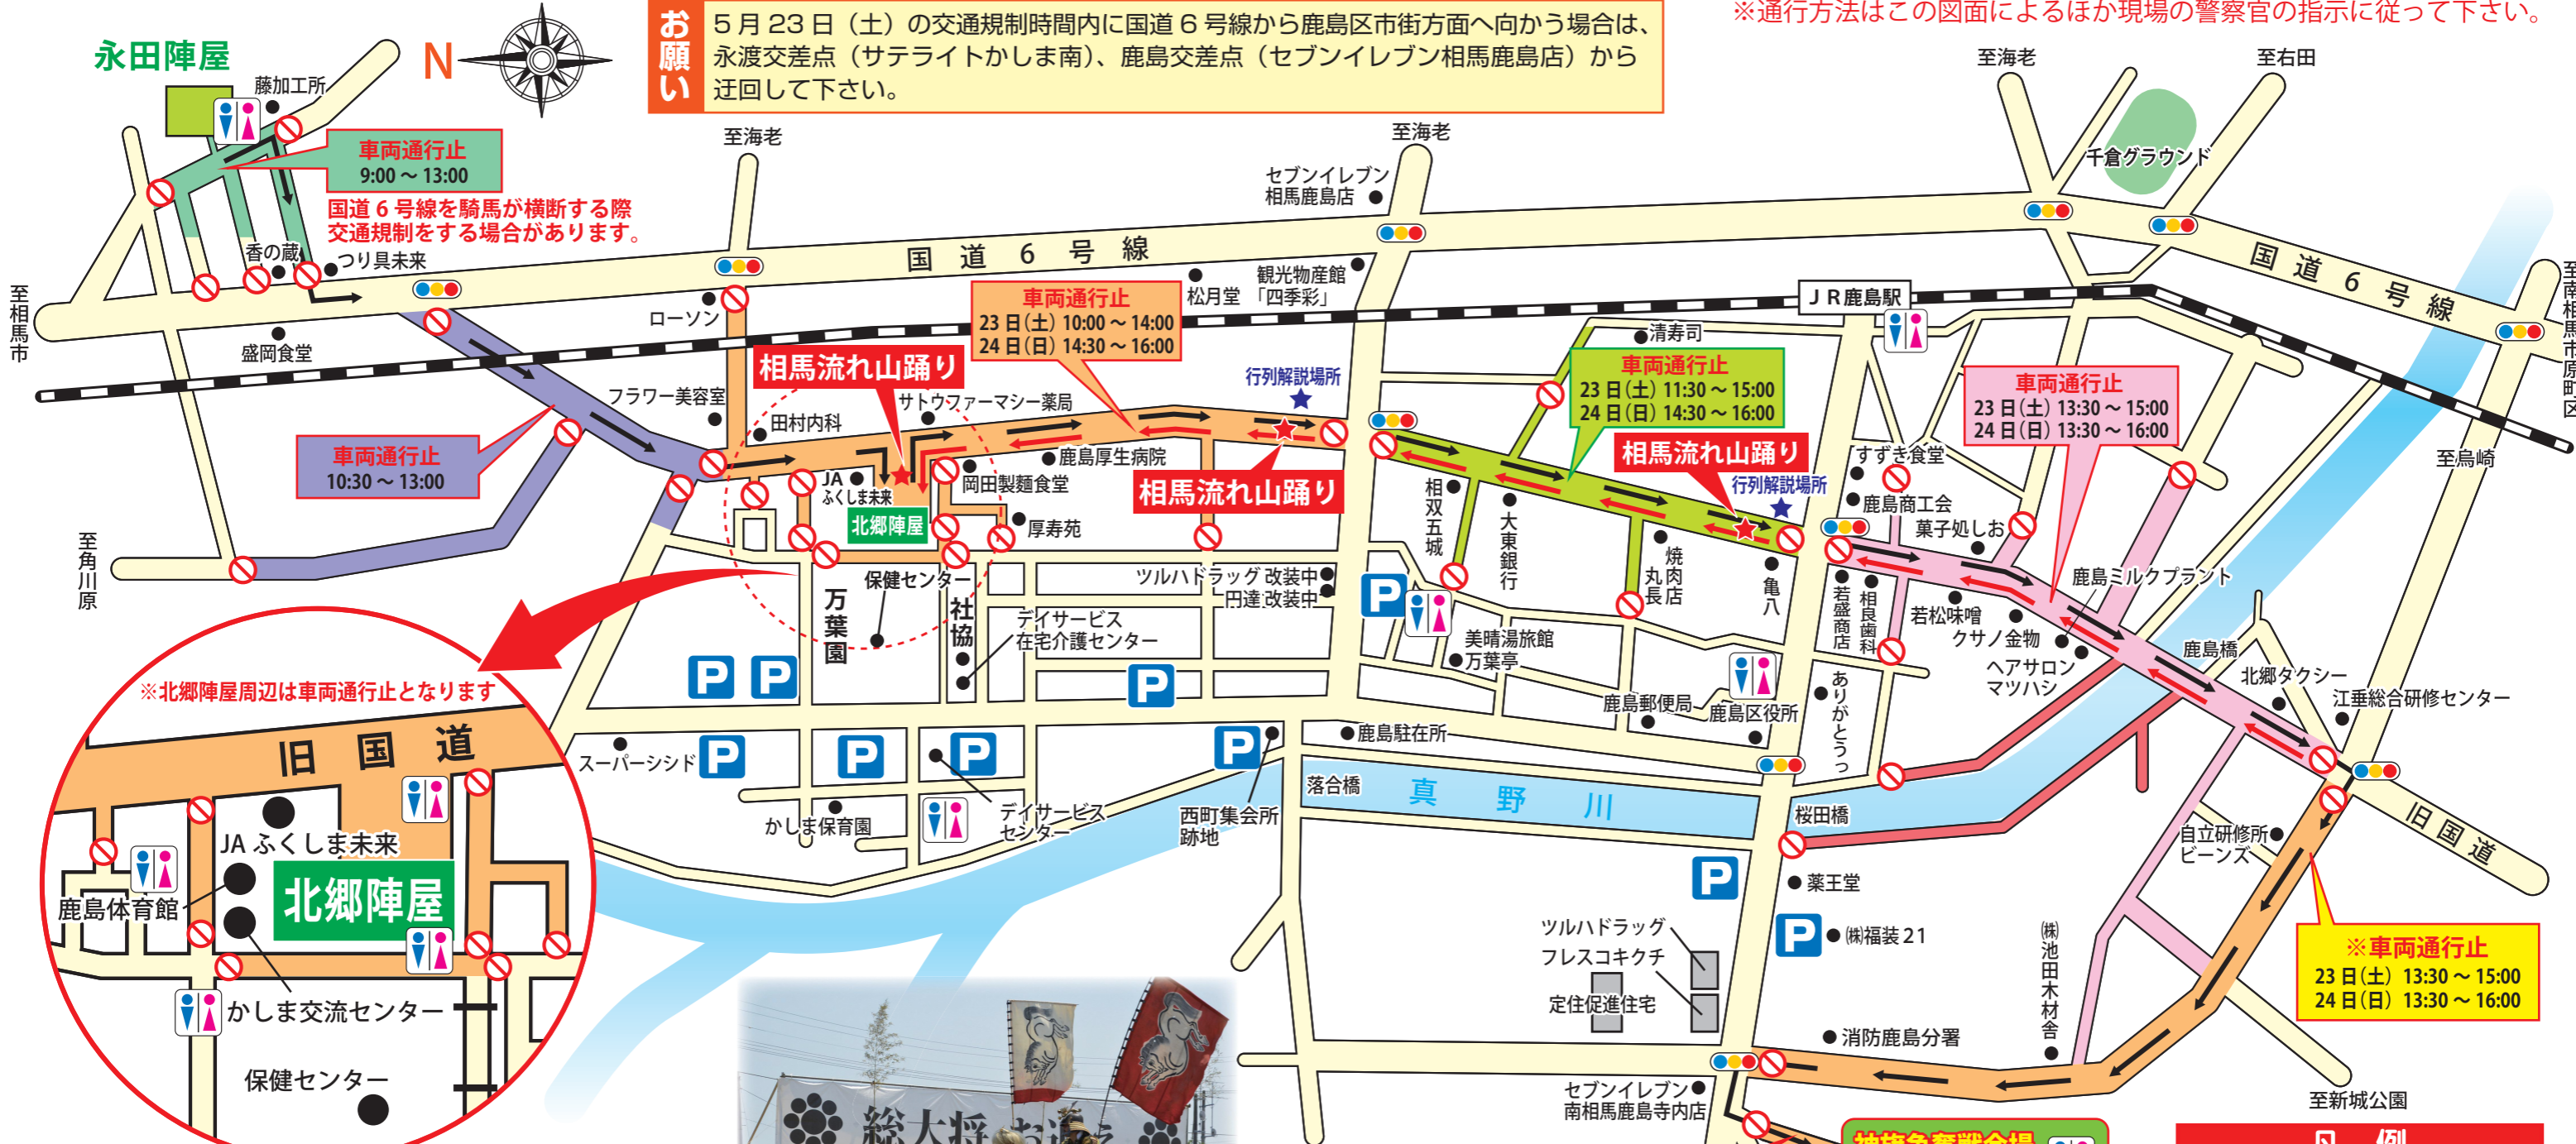 お願い
5月23日（土）の交通規制時間内に国道6号線から鹿島区市街方面へ向かう場合は、
永渡交差点（サテライトかしま南）、鹿島交差点（セブンイレブン相馬鹿島店）から
迂回して下さい。
※通行方法はこの図面によるほか現場の警察官の指示に従って下さい。
永田陣屋
N
藤加工所
車両通行止
9:00～13:00
国道6号線を騎馬が横断する際
交通規制をする場合があります。
香の蔵
つり具未来
至相馬市
盛岡食堂
至海老
至海老
至海老
至右田
千倉グラウンド
セブンイレブン
相馬鹿島店
国道6号線
国道6号線
至南相馬市原町区
ローソン
松月堂
観光物産館
「四季彩」
JR鹿島駅
車両通行止
23日（土）10:00～14:00
24日（日）14:30～16:00
清寿司
車両通行止
23日（土）11:30～15:00
24日（日）14:30～16:00
車両通行止
23日（土）13:30～15:00
24日（日）13:30～16:00
相馬流れ山踊り
行列解説場所
フラワー美容室
田村内科
サトウファーマシー薬局
車両通行止
10:30～13:00
JA
ふくしま未来
北郷陣屋
岡田製麺食堂
鹿島厚生病院
厚寿苑
相馬流れ山踊り
相馬流れ山踊り
行列解説場所
相双五城
大東銀行
焼肉店
丸長
亀八
すずき食堂
鹿島商工会
菓子処しお
至烏崎
若盛商店
相良歯科
若松味噌
クサノ金物
鹿島ミルクプラント
ヘアサロン
マツハシ
鹿島橋
北郷タクシー
江垂総合研修センター
至角川原
保健センター
万葉園
社協
デイサービス
在宅介護センター
ツルハドラッグ 改装中
円達 改装中
P
P
P
P
美晴湯旅館
万葉亭
鹿島郵便局
鹿島区役所
ありがとうっ
※北郷陣屋周辺は車両通行止となります
旧国道
スーパーシシド
P
P
P
P
鹿島駐在所
落合橋
真野川
桜田橋
かしま保育園
デイサービス
センター
西町集会所
跡地
自立研修所
ビーンズ
旧国道
JAふくしま未来
鹿島体育館
北郷陣屋
かしま交流センター
保健センター
P
薬王堂
P
㈱福装21
ツルハドラッグ
フレスコキクチ
定住促進住宅
㈱池田木材舎
※車両通行止
23日（土）13:30～15:00
24日（日）13:30～16:00
消防鹿島分署
セブンイレブン
南相馬鹿島寺内店
至新城公園
総大将
凡例